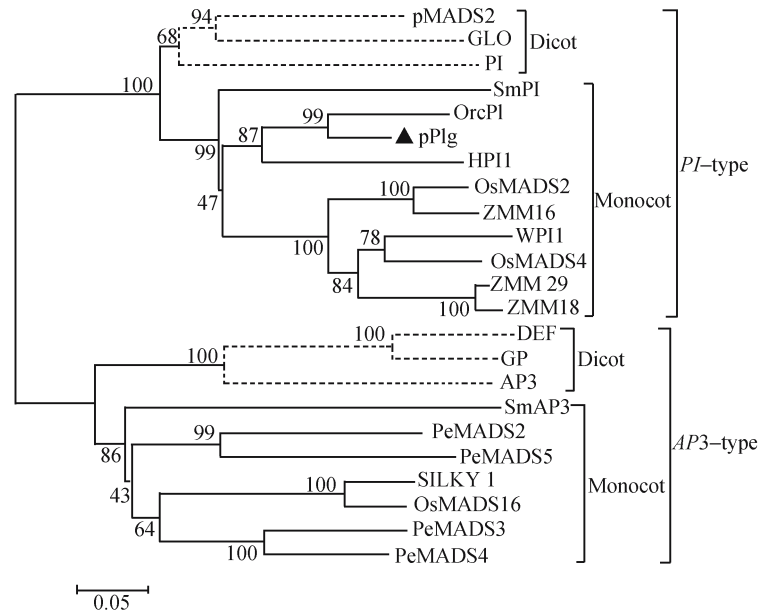 94
pMADS2
68
GLO
Dicot
PI
100
SmPI
99
OrcPI
87
pPIg
99
HPI1
PI–type
47
100
OsMADS2
Monocot
ZMM16
100
78
WPI1
OsMADS4
84
ZMM 29
100
ZMM18
100
DEF
100
GP
Dicot
AP3
SmAP3
86
99
PeMADS2
AP3–type
PeMADS5
43
100
SILKY 1
Monocot
OsMADS16
64
PeMADS3
100
PeMADS4
0.05